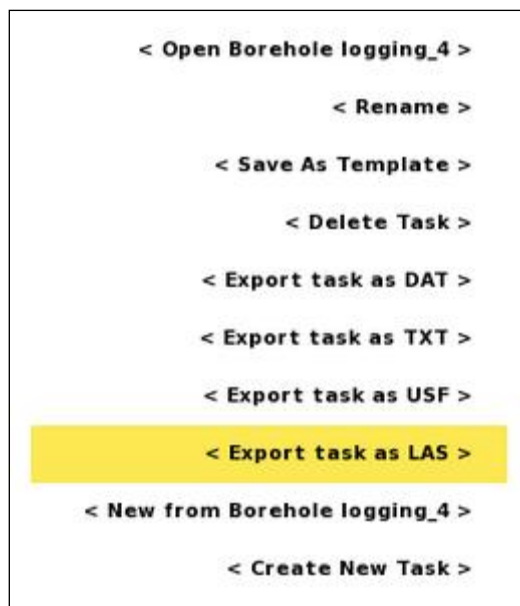 < Open Borehole logging_4 >
< Rename >
< Save As Template >
< Delete Task >
< Export task as DAT >
< Export task as TXT >
< Export task as USF >
< Export task as LAS >
< New from Borehole logging_4 >
< Create New Task >